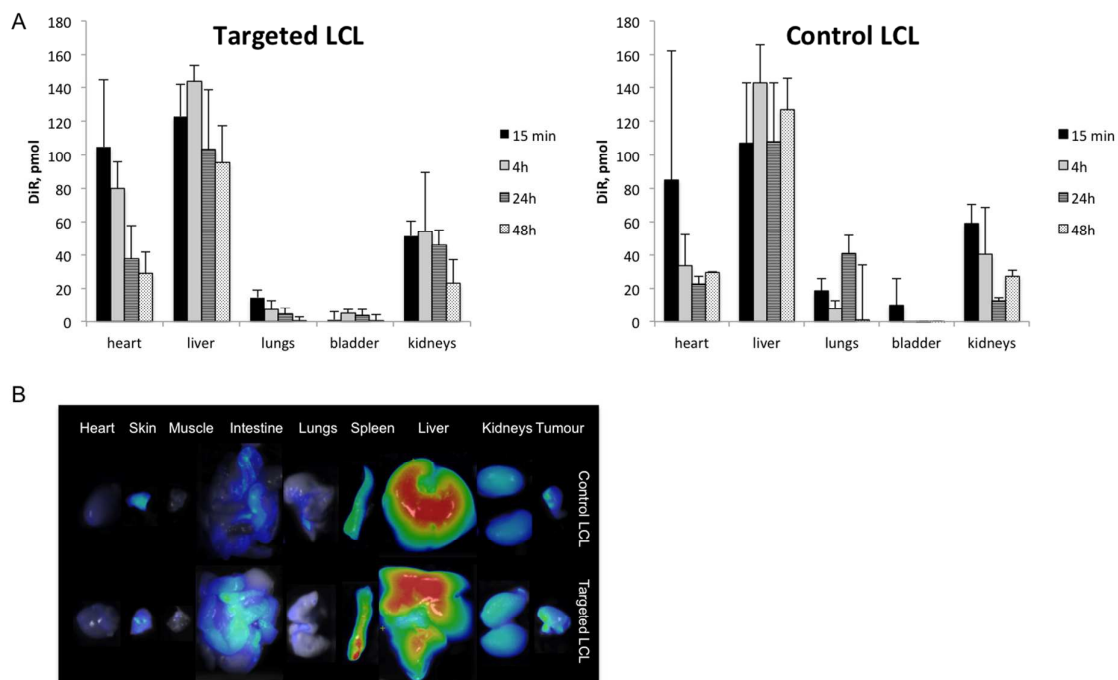 A
Targeted LCL
DiR, pmol
180
160
140
120
100
80
60
40
20
0
heart liver lungs bladder kidneys
15 min
4h
24h
48h
Control LCL
DiR, pmol
180
160
140
120
100
80
60
40
20
0
heart liver lungs bladder kidneys
15 min
4h
24h
48h
B
Heart Skin Muscle Intestine Lungs Spleen Liver Kidneys Tumour
Control LCL
Targeted LCL